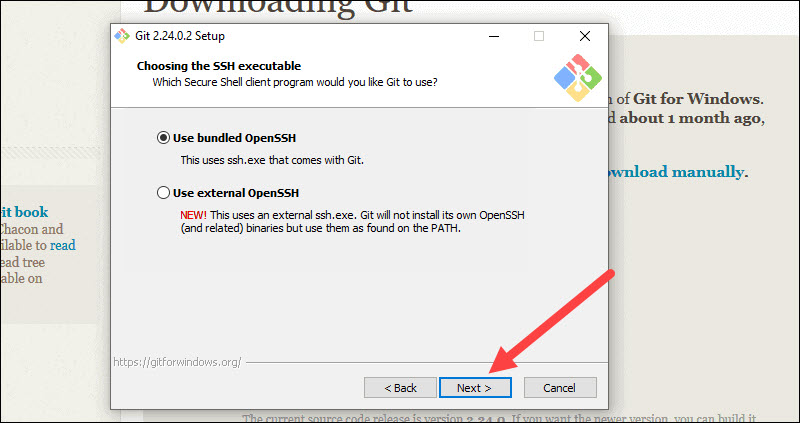 Downloading Git
Git 2.24.0.2 Setup
Choosing the SSH executable
Which Secure Shell client program would you like Git to use?
n of Git for Windows.
d about 1 month ago,
Use bundled OpenSSH
This uses ssh.exe that comes with Git.
ownload manually.
Use external OpenSSH
NEW! This uses an external ssh.exe. Git will not install its own OpenSSH
(and related) binaries but use them as found on the PATH.
it book
Chacon and
ilable to read
ead tree
able on
https://gitforwindows.org/
< Back
Next >
Cancel
The current source code release is version 2.24.0. If you want the newer version, you can build it